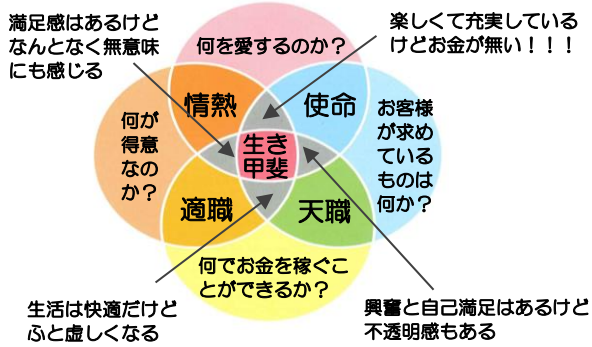 満足感はあるけど
なんとなく無意味
にも感じる
楽しくて充実している
けどお金が無い！！！
何を愛するのか？
情熱
使命
何が
得意
なの
か？
お客様
が求め
ている
ものは
何か？
生き
甲斐
適職
天職
何でお金を稼ぐこ
とができるか？
生活は快適だけど
ふと虚しくなる
興奮と自己満足はあるけど
不透明感もある